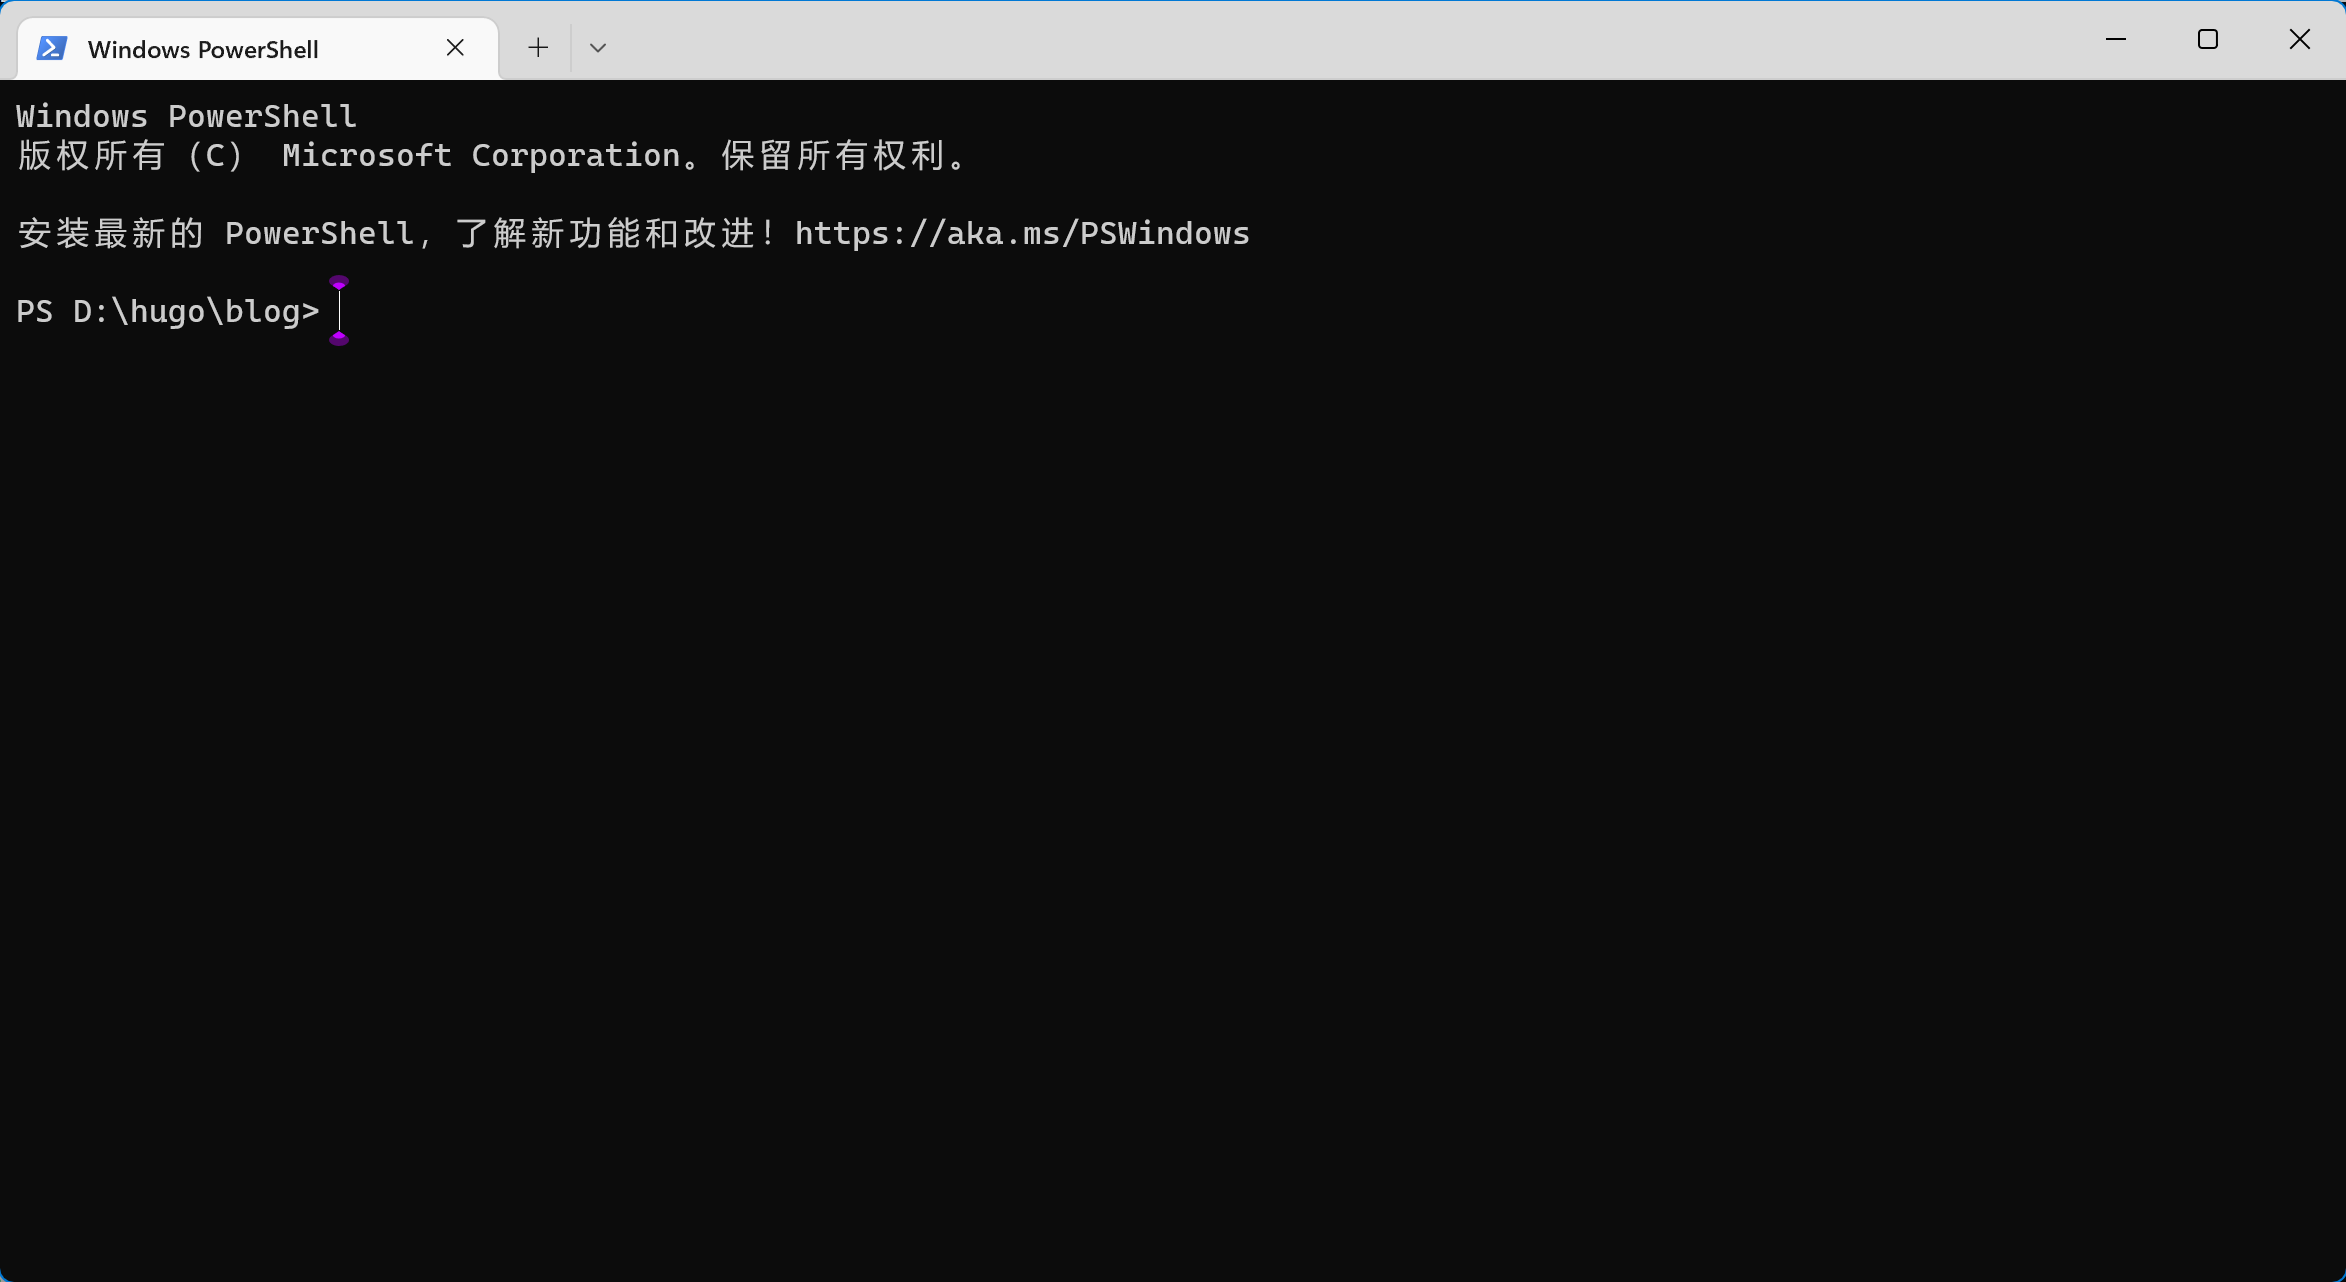 Windows PowerShell
Windows PowerShell
版权所有（C） Microsoft Corporation。保留所有权利。
安装最新的 PowerShell，了解新功能和改进！https://aka.ms/PSWindows
PS D:\hugo\blog>